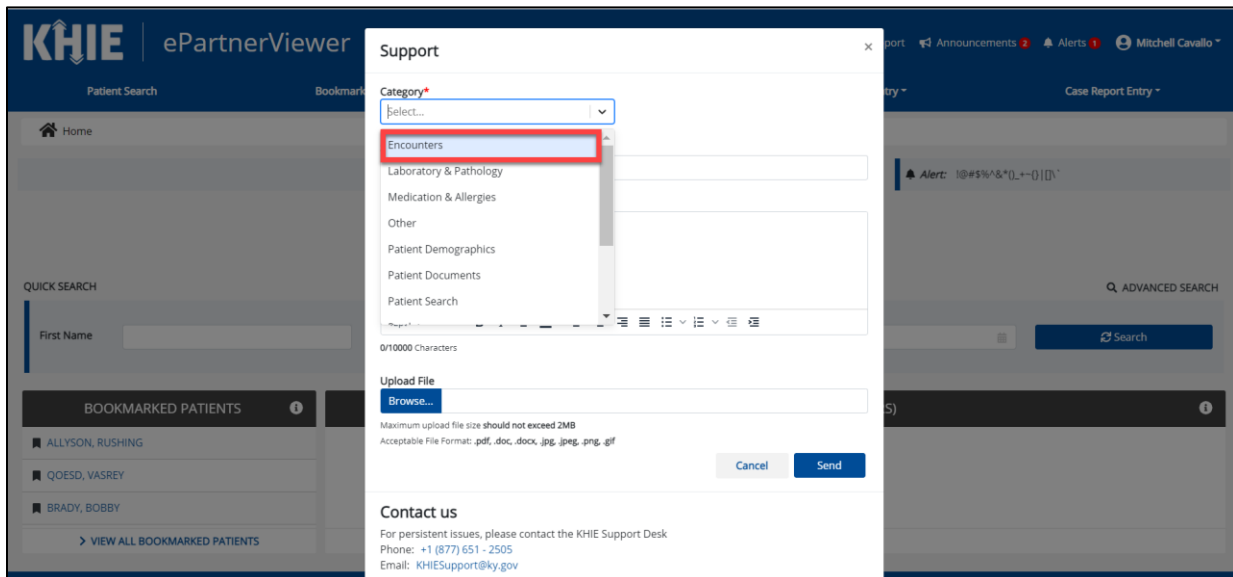 KHIE ePartnerViewer
Support
×
port Announcements 2 Alerts 1 Mitchell Cavallo
Patient Search
Bookmark
Category*
try
Case Report Entry
Select...
Home
Encounters
Laboratory & Pathology
Alert: !@#$%^&*()_+~{}|[]\`
Medication & Allergies
Other
Patient Demographics
Patient Documents
QUICK SEARCH
ADVANCED SEARCH
Patient Search
First Name
Search
0/10000 Characters
Upload File
Browse...
BOOKMARKED PATIENTS
S)
Maximum upload file size should not exceed 2MB
Acceptable File Format: .pdf, .doc, .docx, .jpg, .jpeg, .png, .gif
ALLYSON, RUSHING
Cancel Send
QOESD, VASREY
BRADY, BOBBY
Contact us
For persistent issues, please contact the KHIE Support Desk
> VIEW ALL BOOKMARKED PATIENTS
Phone: +1 (877) 651 - 2505
Email: KHIESupport@ky.gov